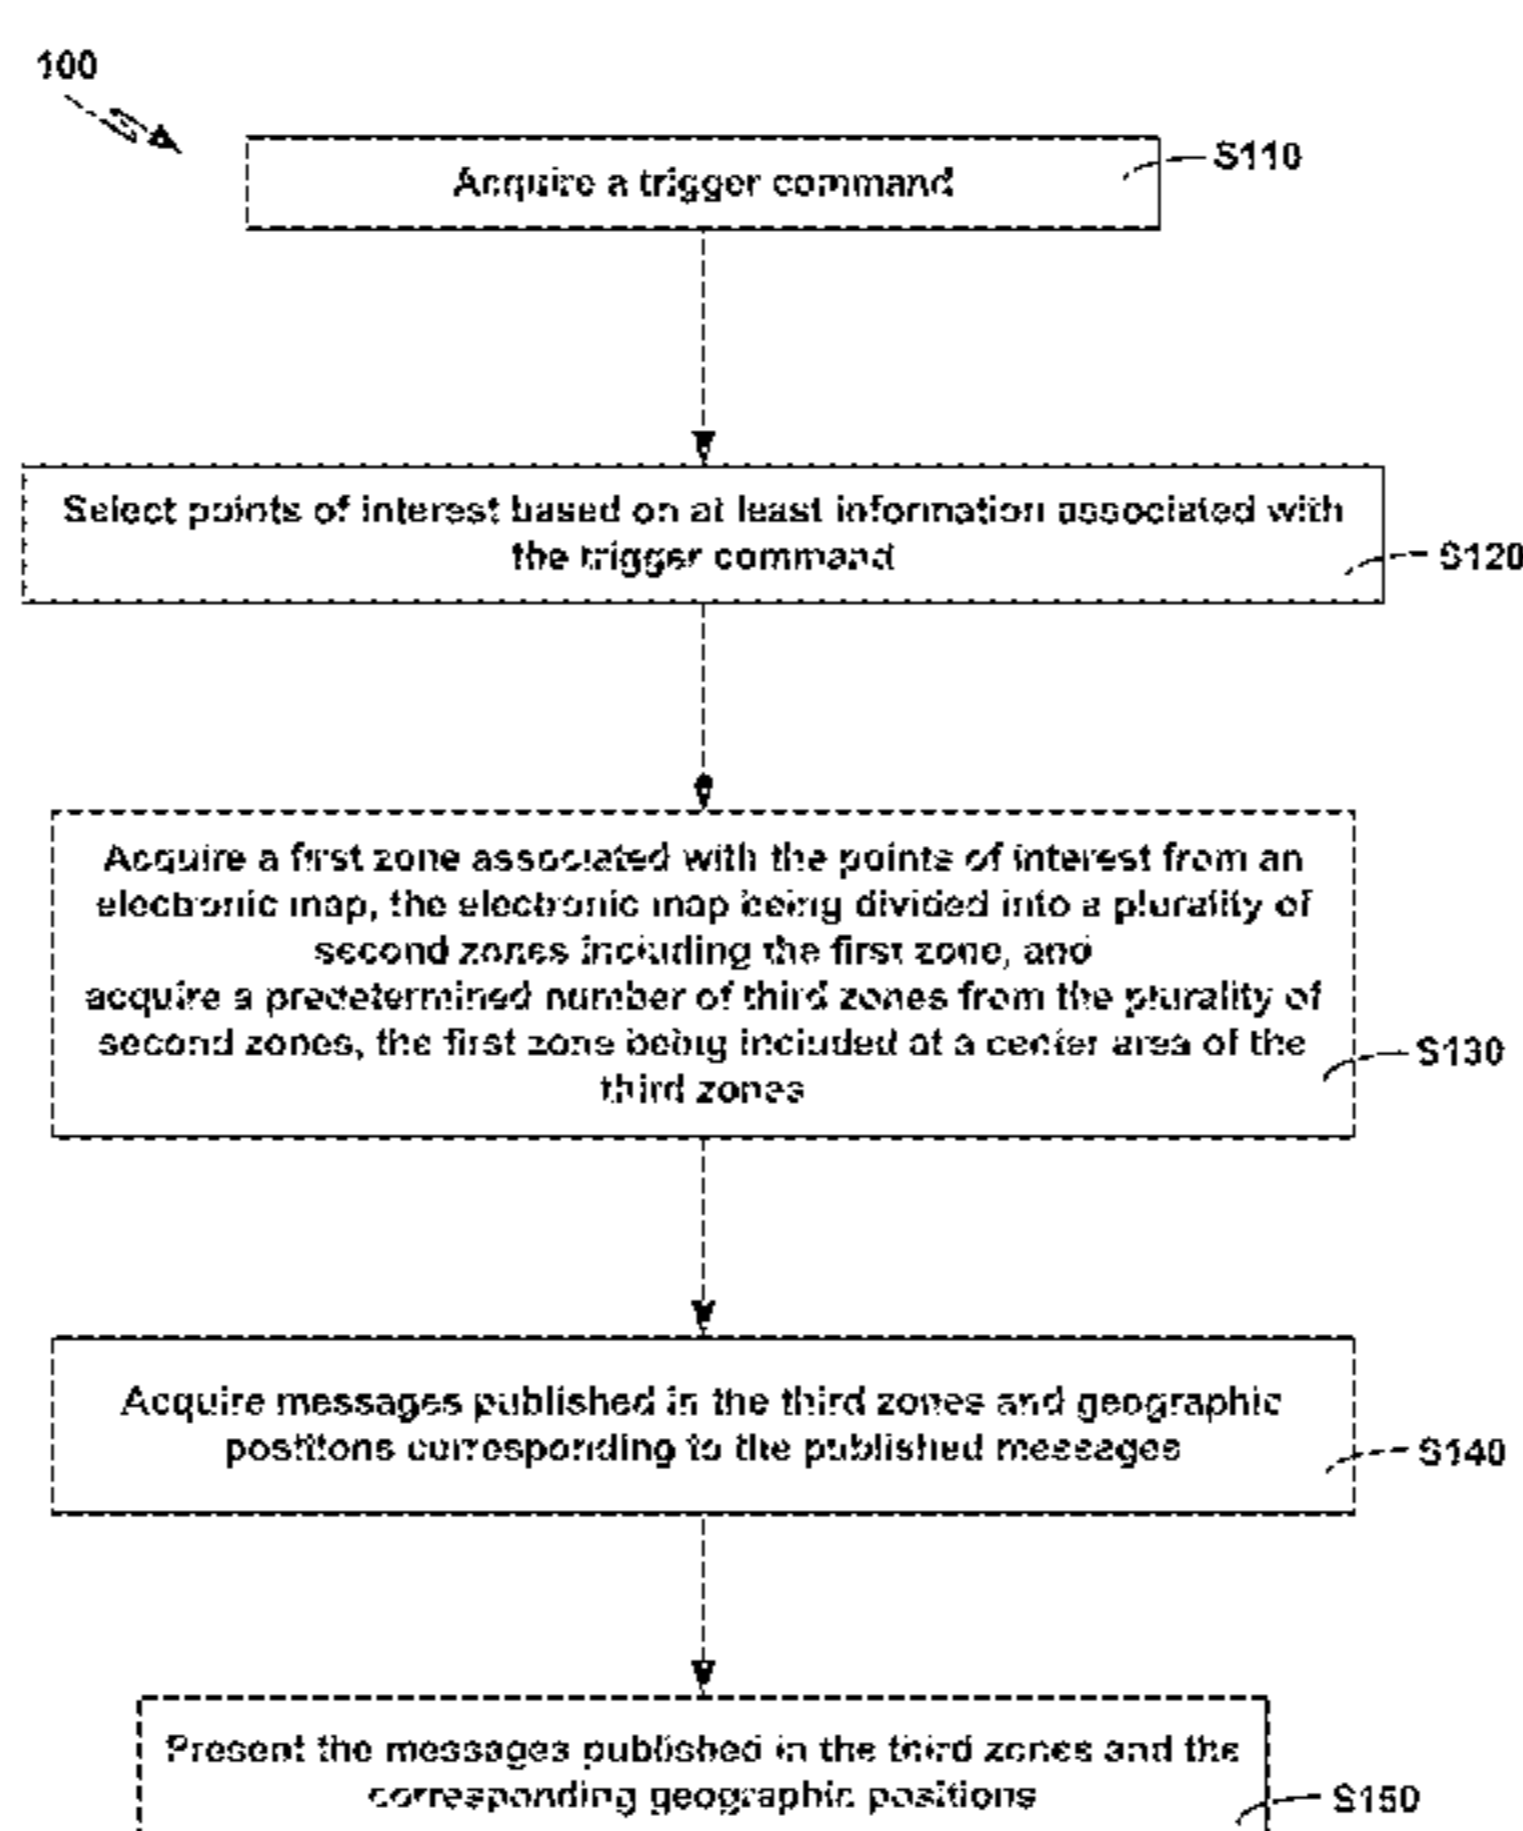 100
Acquire a trigger command
S110
Select points of interest based on at least information associated with
the trigger command
S120
Acquire a first zone associated with the points of interest from an
electronic map, the electronic map being divided into a plurality of
second zones including the first zone, and
acquire a predetermined number of third zones from the plurality of
second zones, the first zone being included at a center area of the
third zones
S130
Acquire messages published in the third zones and geographic
postitons corresponding to the published messages
S140
Present the messages published in the third zones and the
corresponding geographic positions
S150